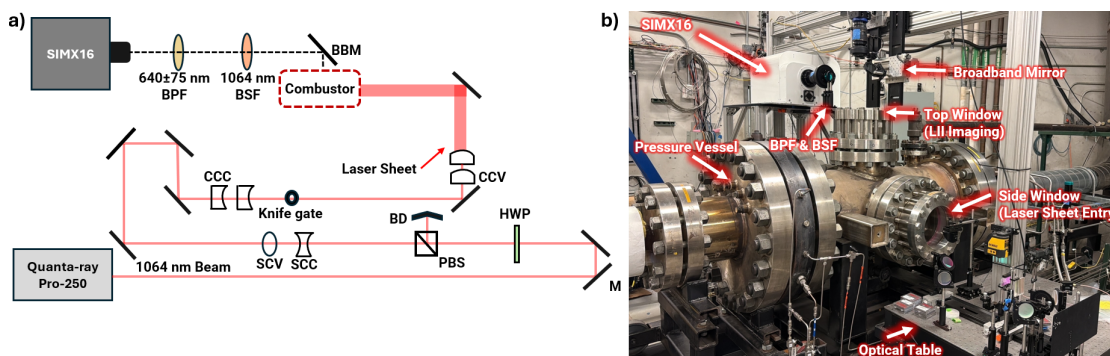 a)
SIMX16
640±75 nm
BPF
1064 nm
BSF
BBM
Combustor
Laser Sheet
CCV
CCC
Knife gate
BD
HWP
PBS
SCV
SCC
1064 nm Beam
Quanta-ray
Pro-250
M
b)
SIMX16
Broadband Mirror
Top Window
(LII Imaging)
BPF & BSF
Pressure Vessel
Side Window
(Laser Sheet Entry
Optical Table